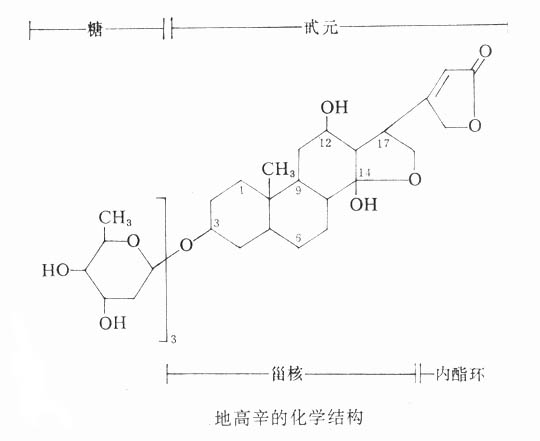 糖 甙元
O
OH
12 17
O
CH₃ 14
1 9 O
OH
CH₃ 3
O O 5
HO
OH
3
甾核 内酯环
地高辛的化学结构